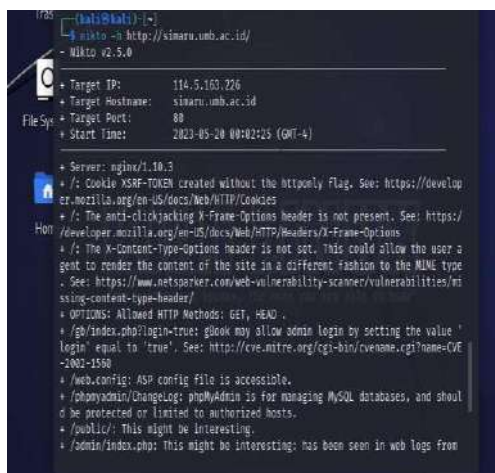 Tras
(kali㉿kali)-[~]
$ nikto -h http://simaru.umb.ac.id/
- Nikto v2.5.0
+ Target IP: 114.5.163.226
+ Target Hostname: simaru.umb.ac.id
+ Target Port: 80
File Sys
+ Start Time: 2023-05-20 00:02:25 (GMT-4)
+ Server: nginx/1.10.3
+ /: Cookie XSRF-TOKEN created without the httponly flag. See: https://develop
er.mozilla.org/en-US/docs/Web/HTTP/Cookies
+ /: The anti-clickjacking X-Frame-Options header is not present. See: https:/
/developer.mozilla.org/en-US/docs/Web/HTTP/Headers/X-Frame-Options
Hom
+ /: The X-Content-Type-Options header is not set. This could allow the user a
gent to render the content of the site in a different fashion to the MIME type
. See: https://www.netsparker.com/web-vulnerability-scanner/vulnerabilities/mi
ssing-content-type-header/
+ OPTIONS: Allowed HTTP Methods: GET, HEAD .
+ /gb/index.php?login=true: gBook may allow admin login by setting the value '
login' equal to 'true'. See: http://cve.mitre.org/cgi-bin/cvename.cgi?name=CVE
-2002-1560
+ /web.config: ASP config file is accessible.
+ /phpmyadmin/ChangeLog: phpMyAdmin is for managing MySQL databases, and shoul
d be protected or limited to authorized hosts.
+ /public/: This might be interesting.
+ /admin/index.php: This might be interesting: has been seen in web logs from